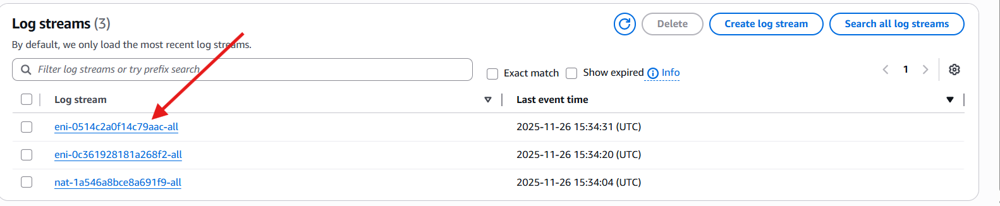 Log streams (3)
Delete
Create log stream
Search all log streams
By default, we only load the most recent log streams.
Filter log streams or try prefix search
Exact match
Show expired
Info
1
Log stream
Last event time
eni-0514c2a0f14c79aac-all
2025-11-26 15:34:31 (UTC)
eni-0c361928181a268f2-all
2025-11-26 15:34:20 (UTC)
nat-1a546a8bce8a691f9-all
2025-11-26 15:34:04 (UTC)